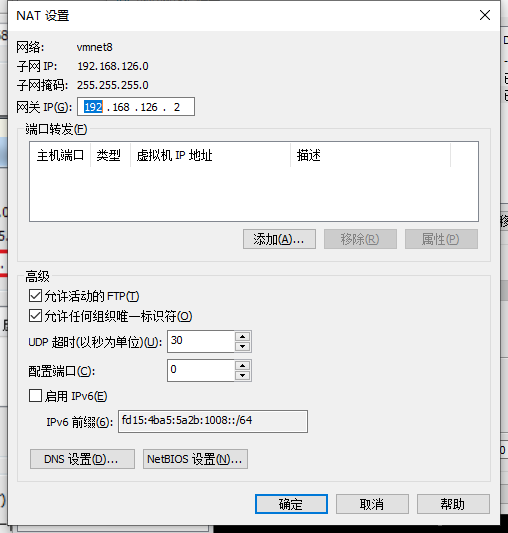 NAT 设置
网络: vmnet8
子网 IP: 192.168.126.0
子网掩码: 255.255.255.0
网关 IP(G): 192 . 168 . 126 . 2
端口转发(F)
主机端口 类型 虚拟机 IP 地址 描述
添加(A)... 移除(R) 属性(P)
高级
允许活动的 FTP(T)
允许任何组织唯一标识符(O)
UDP 超时(以秒为单位)(U): 30
配置端口(C): 0
启用 IPv6(E)
IPv6 前缀(6): fd15:4ba5:5a2b:1008::/64
DNS 设置(D)... NetBIOS 设置(N)...
确定 取消 帮助